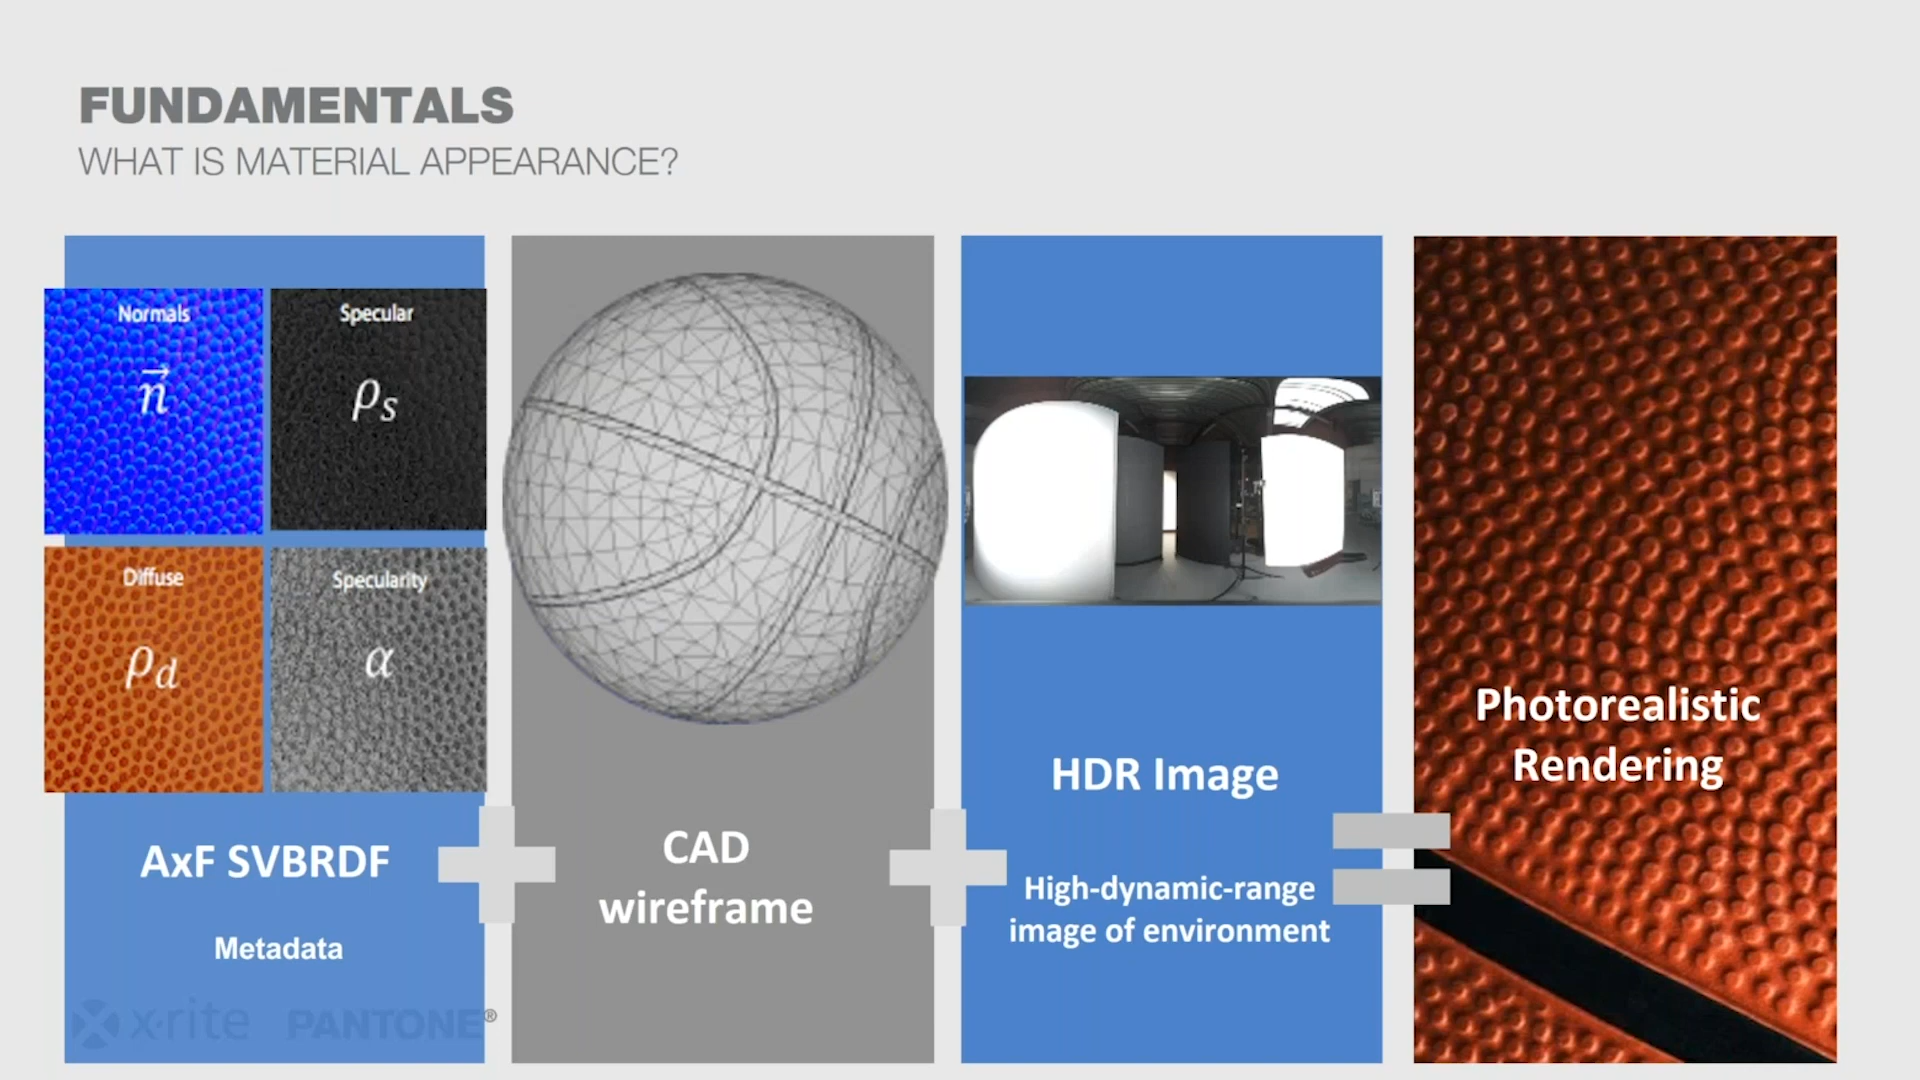 FUNDAMENTALS
WHAT IS MATERIAL APPEARANCE?
Normals
n⃗
Specular
ρs
Diffuse
ρd
Specularity
α
AxF SVBRDF
Metadata
CAD
wireframe
HDR Image
High-dynamic-range
image of environment
Photorealistic
Rendering
x·rite PANTONE®